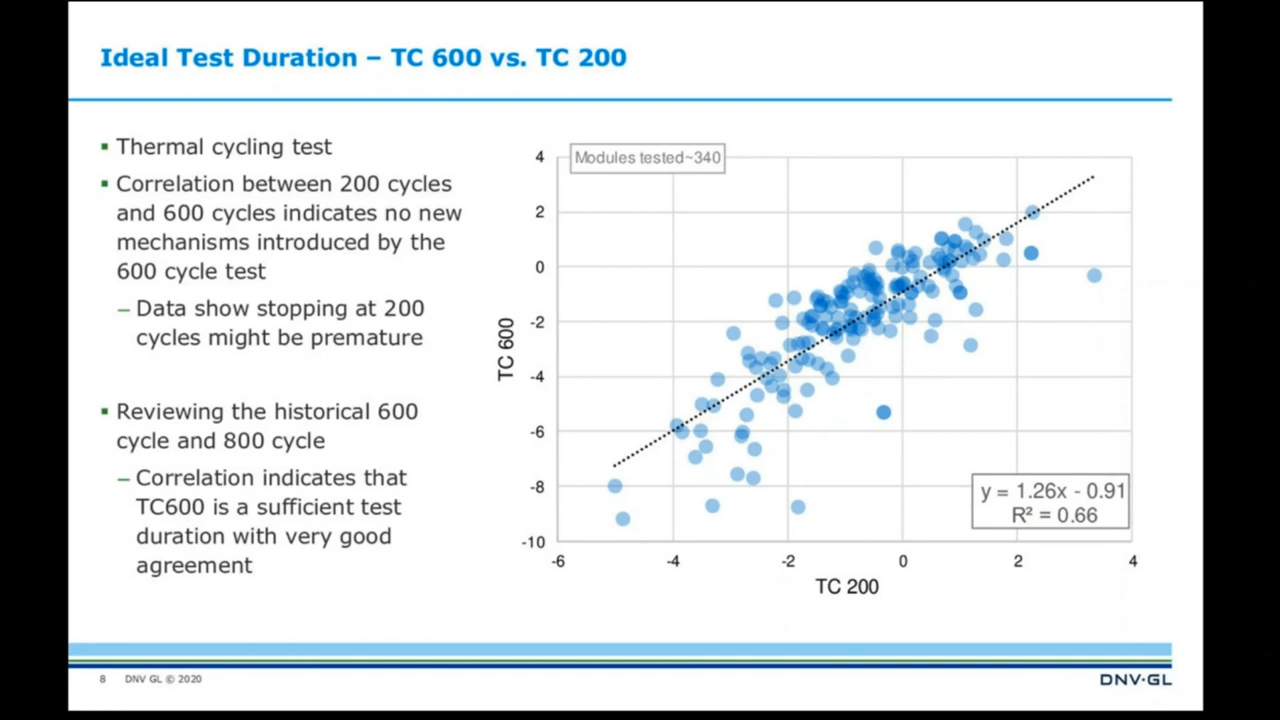 Ideal Test Duration – TC 600 vs. TC 200
▪ Thermal cycling test
▪ Correlation between 200 cycles
and 600 cycles indicates no new
mechanisms introduced by the
600 cycle test
– Data show stopping at 200
cycles might be premature
▪ Reviewing the historical 600
cycle and 800 cycle
– Correlation indicates that
TC600 is a sufficient test
duration with very good
agreement
Modules tested~340
4
2
0
-2
-4
-6
-8
-10
TC 600
y = 1.26x - 0.91
R² = 0.66
-6 -4 -2 0 2 4
TC 200
8 DNV GL © 2020
DNV·GL